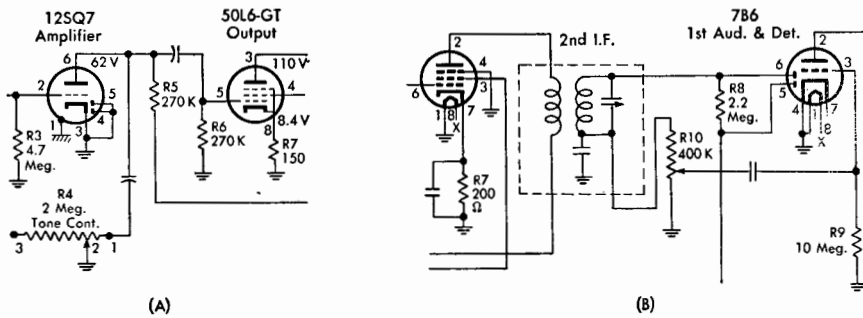 12SQ7
Amplifier
50L6-GT
Output
6
62 V
2
5
4
1
3
R3
4.7
Meg.
R4
2 Meg.
Tone Cont.
3
2
1
R5
270 K
R6
270 K
3
110 V
5
4
8.4 V
8
R7
150
(A)
2
4
3
6
1
8
7
X
R7
200
Ω
2nd I.F.
R10
400 K
7B6
1st Aud. & Det.
R8
2.2
Meg.
2
6
5
3
4
1
7
8
X
R9
10 Meg.
(B)